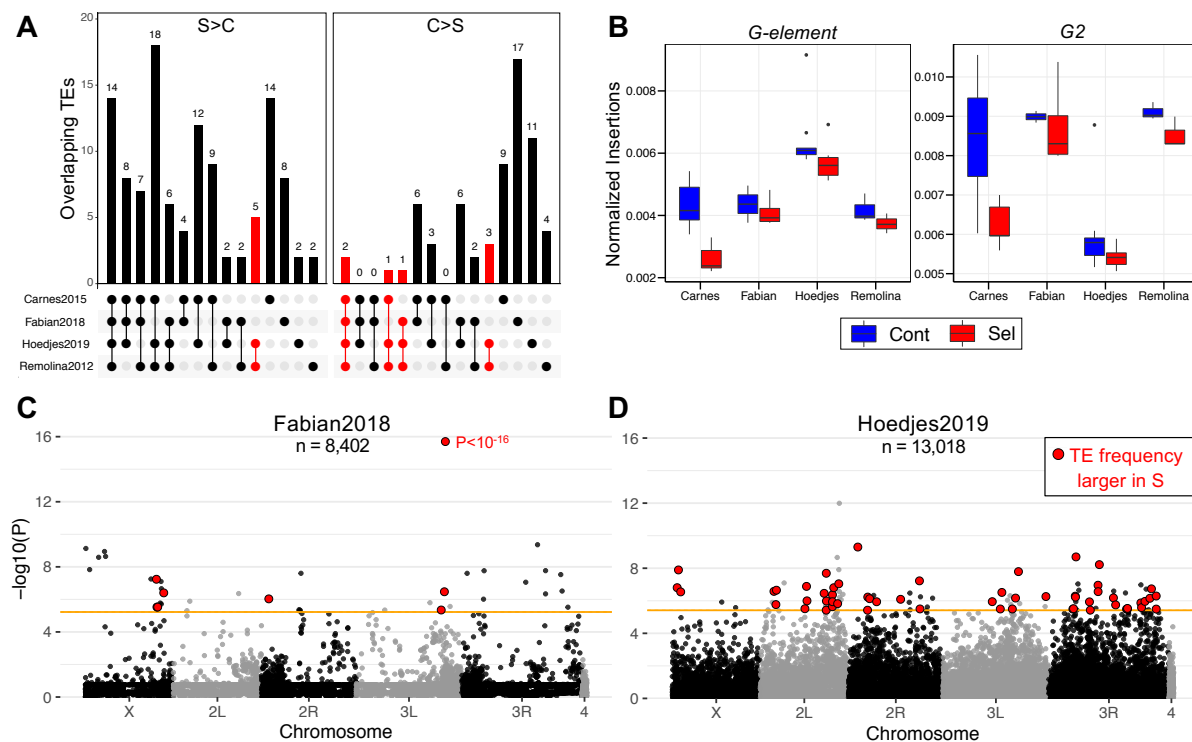 A
S>C
C>S
Overlapping TEs
20
15
10
5
0
14 8 7 18 6 4 12 9 2 2 5 14 8 2 2
2 0 0 1 1 6 3 0 6 2 3 9 17 11 4
Carnes2015
Fabian2018
Hoedjes2019
Remolina2012
B
G-element
G2
Normalized Insertions
0.008
0.006
0.004
0.002
0.010
0.009
0.008
0.007
0.006
0.005
Carnes Fabian Hoedjes Remolina
Carnes Fabian Hoedjes Remolina
Cont Sel
C
Fabian2018
n = 8,402
P<10⁻¹⁶
−log10(P)
16
12
8
4
0
X 2L 2R 3L 3R 4
Chromosome
D
Hoedjes2019
n = 13,018
TE frequency
larger in S
16
12
8
4
0
X 2L 2R 3L 3R 4
Chromosome